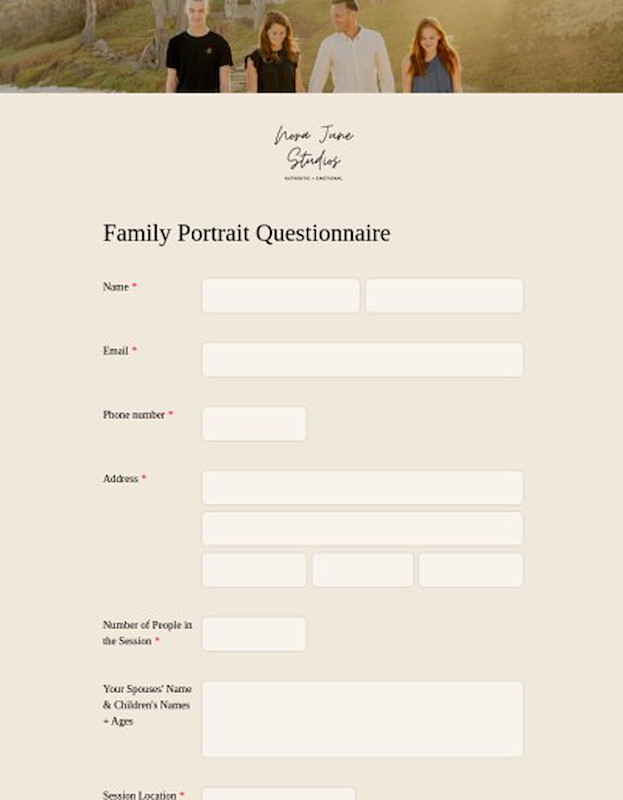 Nora June
Studios
AUTHENTIC + EMOTIONAL
Family Portrait Questionnaire
Name *
Email *
Phone number *
Address *
Number of People in
the Session *
Your Spouses' Name
& Children's Names
+ Ages
Session Location *